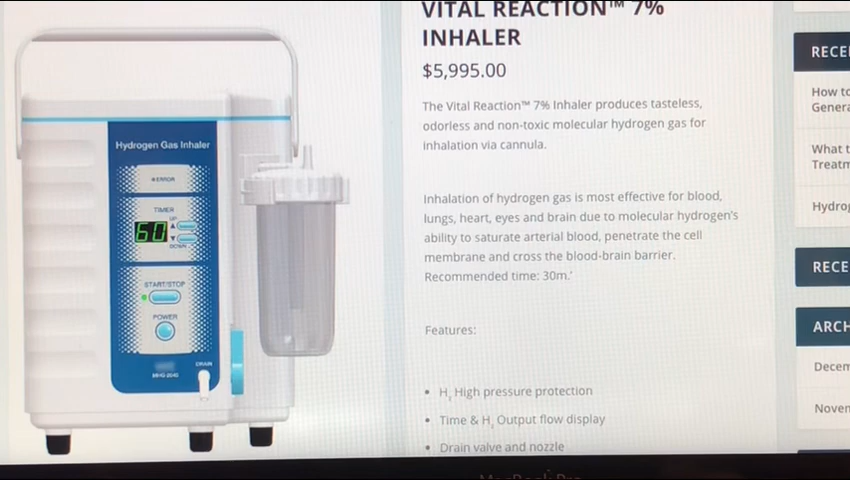 VITAL REACTION™ 7%
INHALER
$5,995.00
The Vital Reaction™ 7% Inhaler produces tasteless,
odorless and non-toxic molecular hydrogen gas for
inhalation via cannula.
Inhalation of hydrogen gas is most effective for blood,
lungs, heart, eyes and brain due to molecular hydrogen's
ability to saturate arterial blood, penetrate the cell
membrane and cross the blood-brain barrier.
Recommended time: 30m.'
Features:
• H₂ High pressure protection
• Time & H₂ Output flow display
• Drain valve and nozzle
Hydrogen Gas Inhaler
ERROR
TIMER
UP
60
DOWN
START/STOP
POWER
DRAIN
RECE
How to
Genera
What t
Treatm
Hydrog
RECE
ARCH
Decem
Novem
MacBook Pro